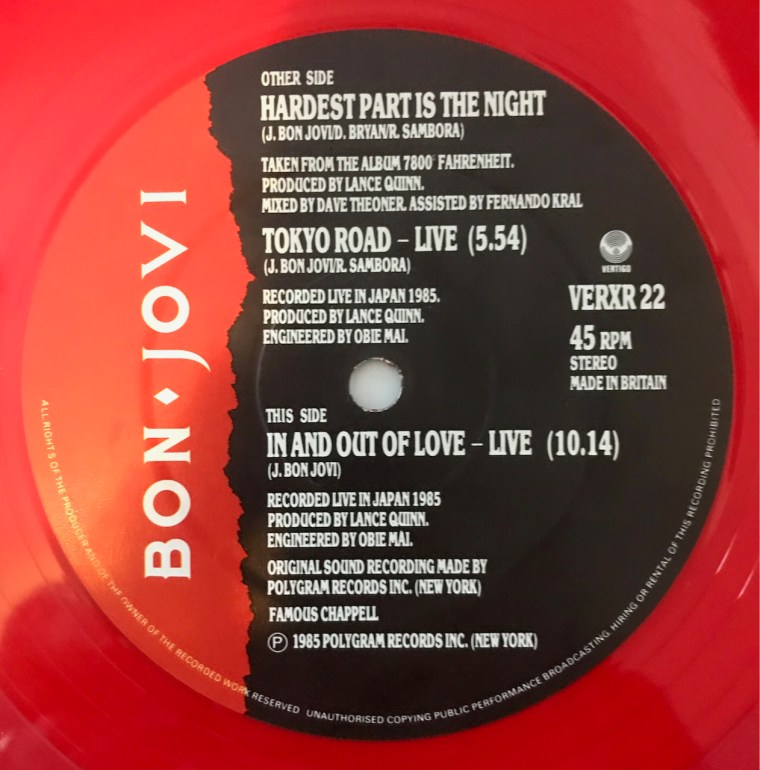 OTHER SIDE
HARDEST PART IS THE NIGHT
(J. BON JOVI/D. BRYAN/R. SAMBORA)
TAKEN FROM THE ALBUM 7800° FAHRENHEIT.
PRODUCED BY LANCE QUINN.
MIXED BY DAVE THEONER. ASSISTED BY FERNANDO KRAL
TOKYO ROAD – LIVE (5.54)
(J. BON JOVI/R. SAMBORA)
RECORDED LIVE IN JAPAN 1985.
PRODUCED BY LANCE QUINN.
ENGINEERED BY OBIE MAI.
VERTIGO
VERXR 22
45 RPM
STEREO
MADE IN BRITAIN
BON • JOVI
THIS SIDE
IN AND OUT OF LOVE – LIVE (10.14)
(J. BON JOVI)
RECORDED LIVE IN JAPAN 1985
PRODUCED BY LANCE QUINN.
ENGINEERED BY OBIE MAI.
ORIGINAL SOUND RECORDING MADE BY
POLYGRAM RECORDS INC. (NEW YORK)
FAMOUS CHAPPELL
Ⓟ 1985 POLYGRAM RECORDS INC. (NEW YORK)
ALL RIGHTS OF THE PRODUCER AND OF THE OWNER OF THE RECORDED WORK RESERVED UNAUTHORISED COPYING PUBLIC PERFORMANCE BROADCASTING HIRING OR RENTAL OF THIS RECORDING PROHIBITED